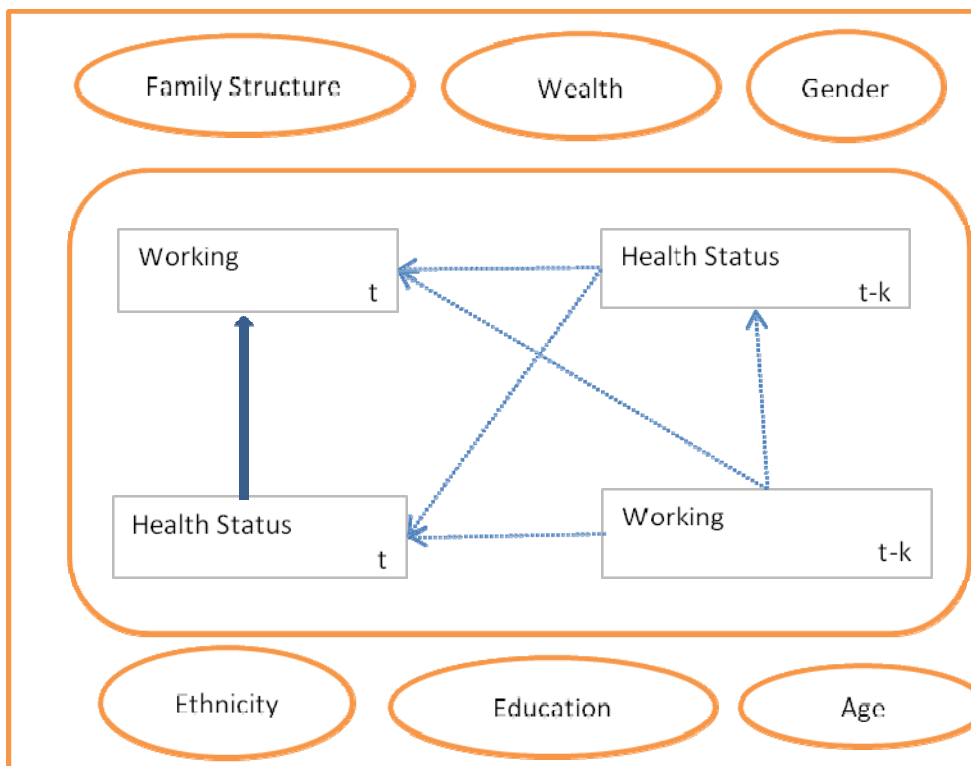 Family Structure
Wealth
Gender
Working
t
Health Status
t-k
Health Status
t
Working
t-k
Ethnicity
Education
Age